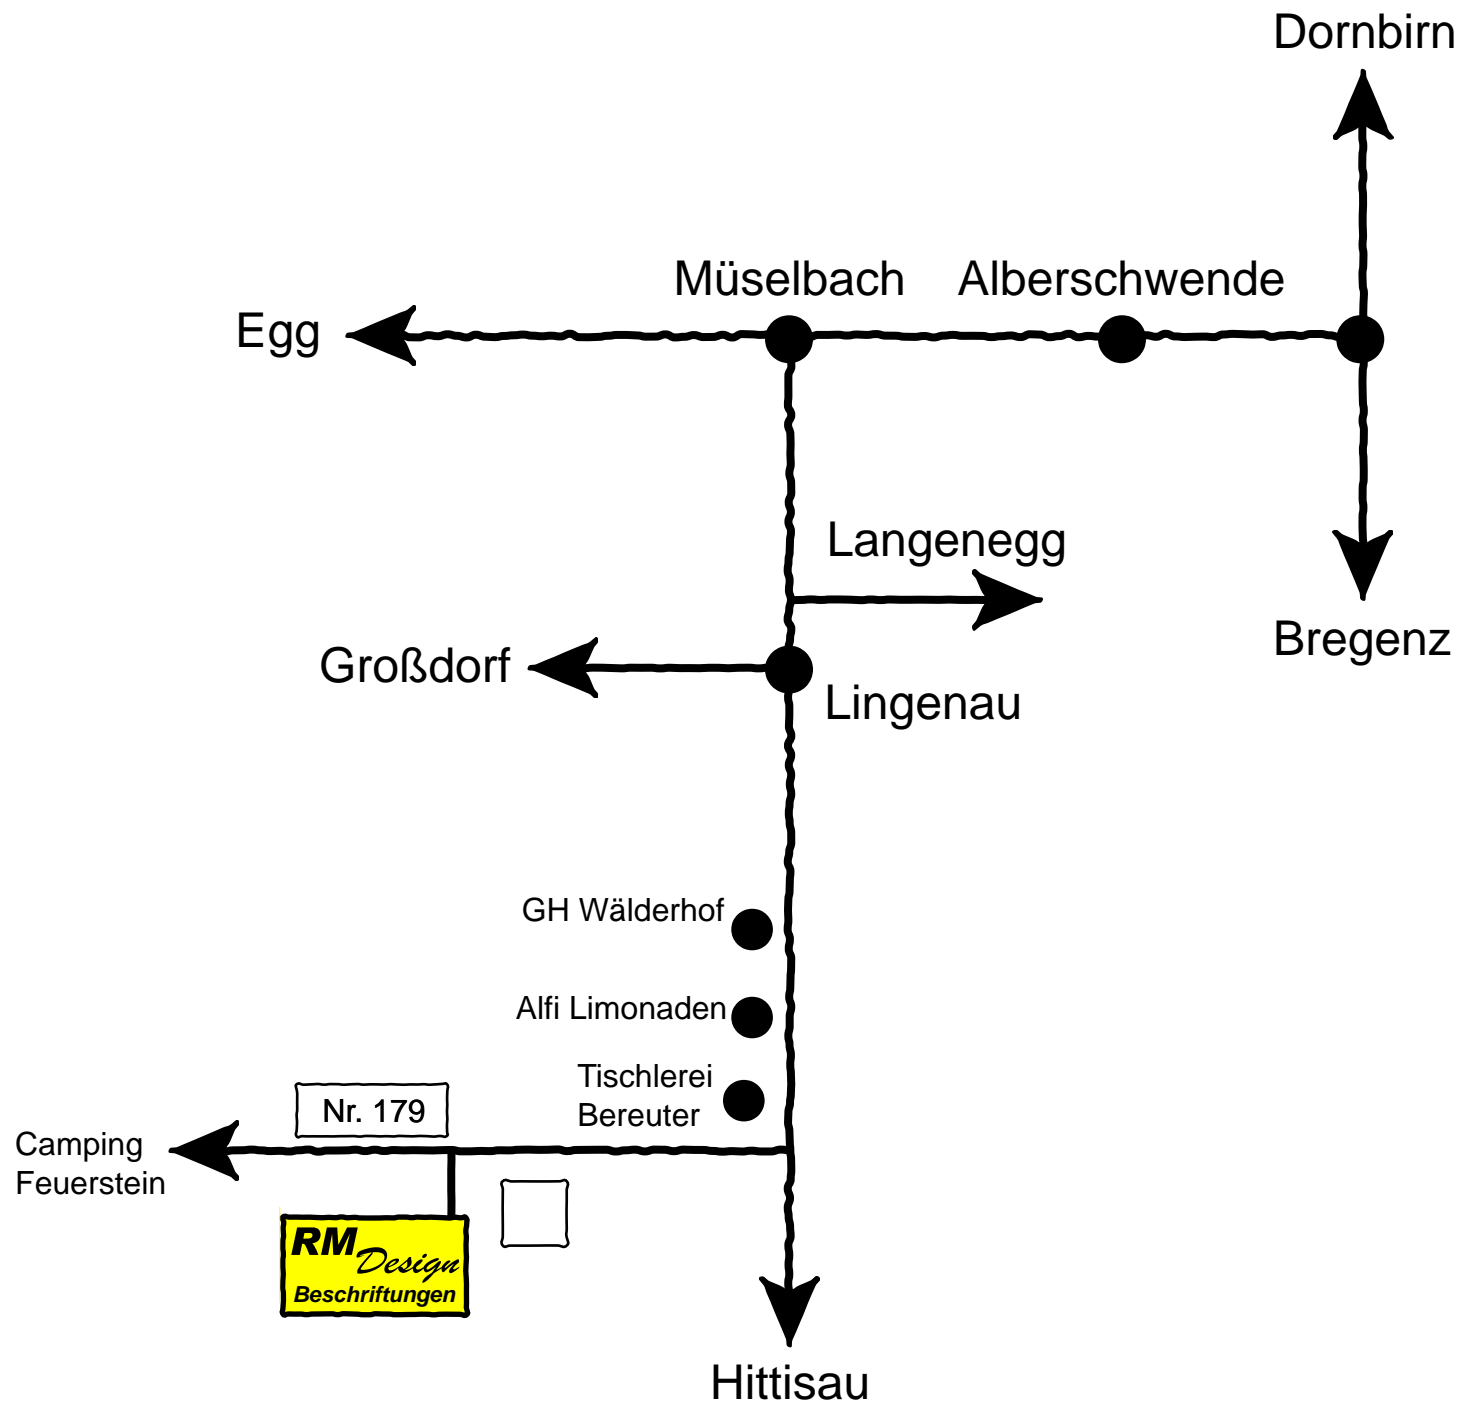 Dornbirn
Müselbach
Alberschwende
Egg
Langenegg
Bregenz
Großdorf
Lingenau
GH Wälderhof
Alfi Limonaden
Tischlerei
Bereuter
Nr. 179
Camping
Feuerstein
RM Design
Beschriftungen
Hittisau